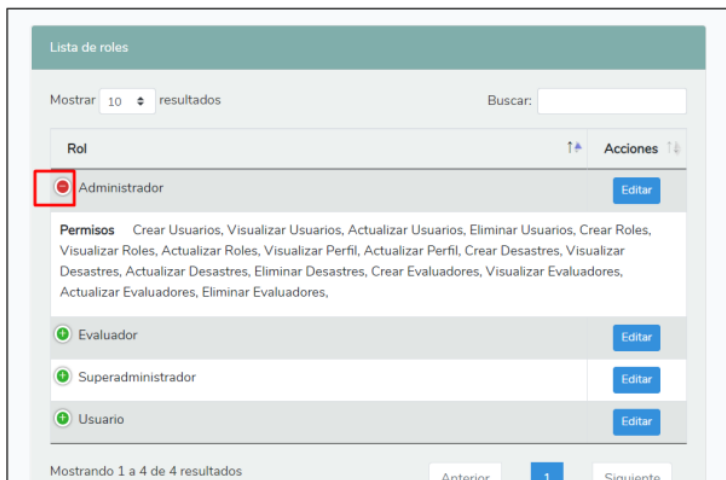 Lista de roles
Mostrar 10 resultados Buscar:
Rol Acciones
Administrador Editar
Permisos Crear Usuarios, Visualizar Usuarios, Actualizar Usuarios, Eliminar Usuarios, Crear Roles,
Visualizar Roles, Actualizar Roles, Visualizar Perfil, Actualizar Perfil, Crear Desastres, Visualizar
Desastres, Actualizar Desastres, Eliminar Desastres, Crear Evaluadores, Visualizar Evaluadores,
Actualizar Evaluadores, Eliminar Evaluadores,
Evaluador Editar
Superadministrador Editar
Usuario Editar
Mostrando 1 a 4 de 4 resultados
Anterior 1 Siguiente